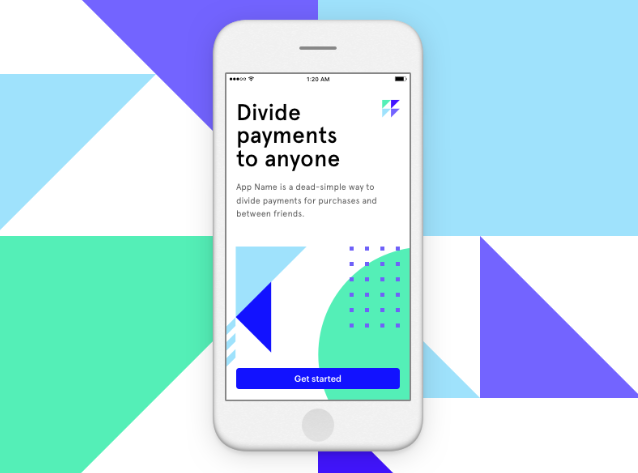 1:20 AM
Divide
payments
to anyone
App Name is a dead-simple way to
divide payments for purchases and
between friends.
Get started